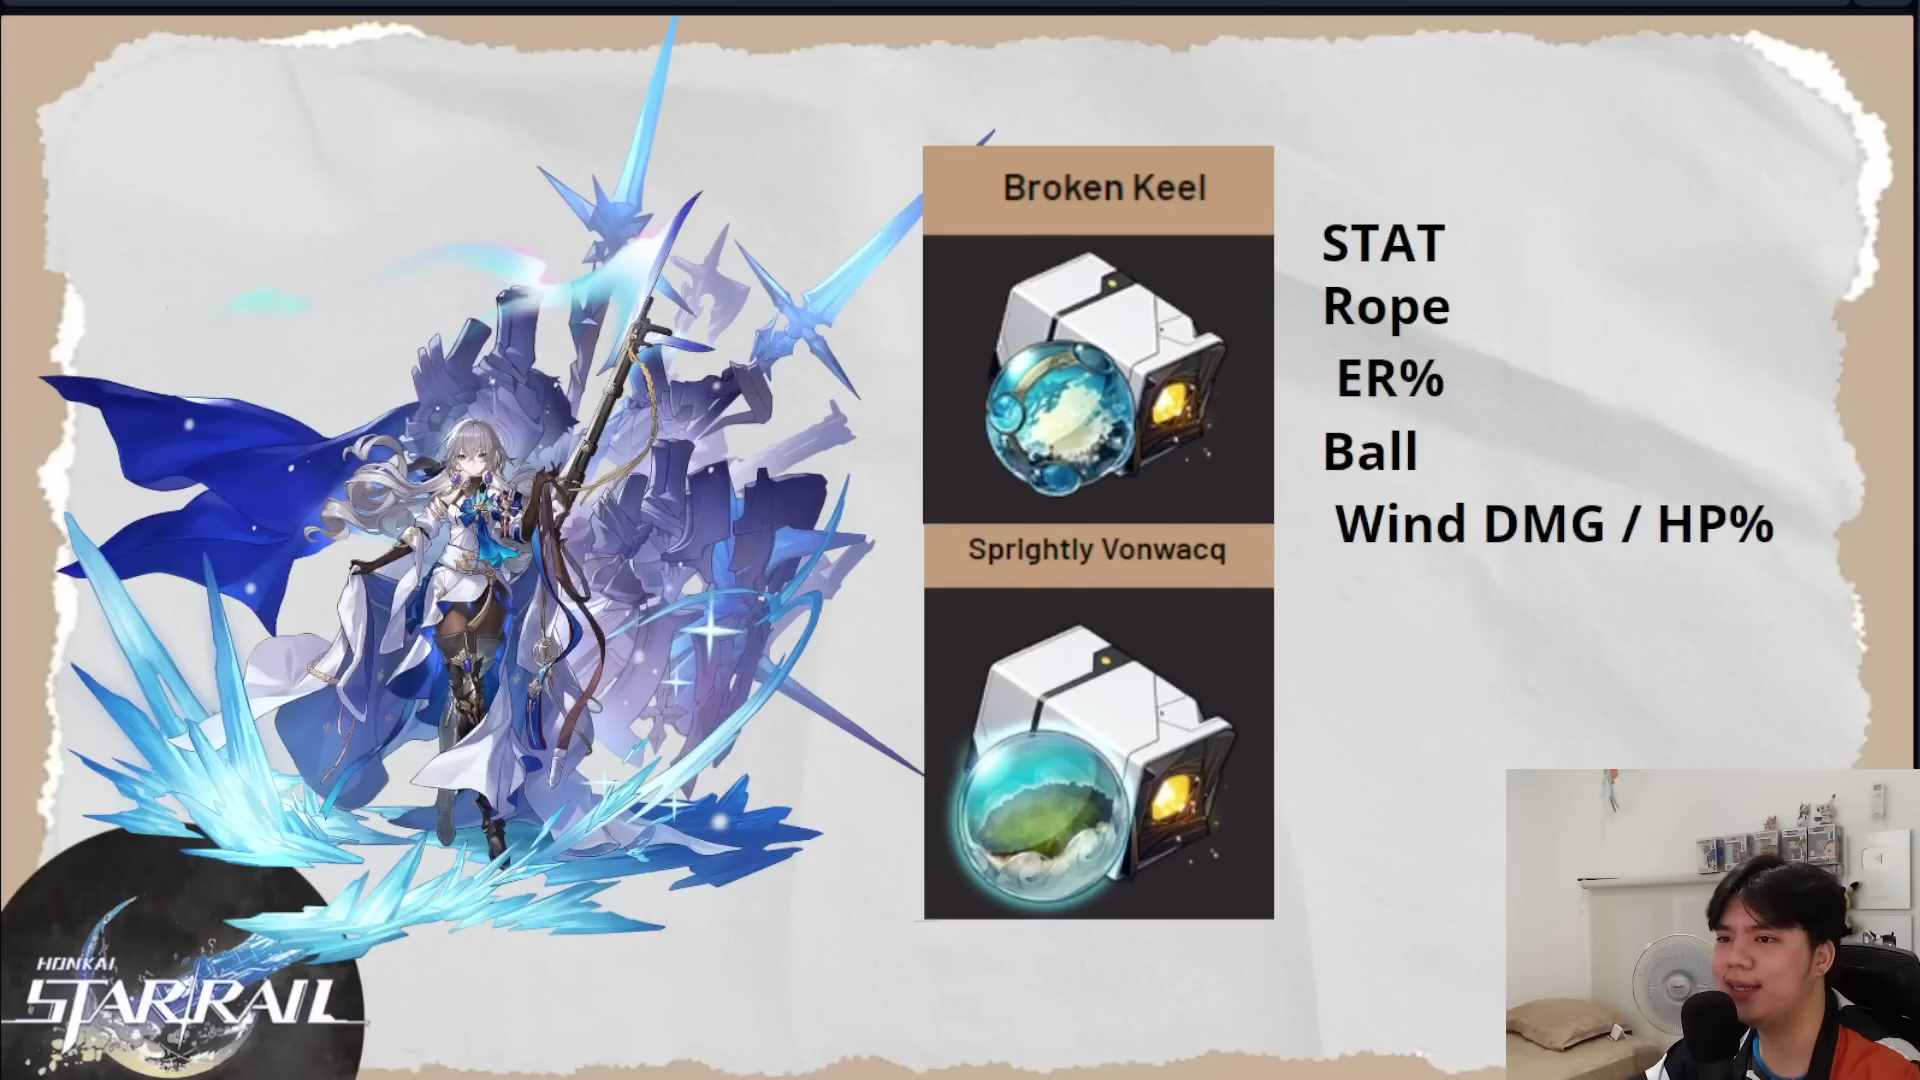 Broken Keel
Sprightly Vonwacq
STAT
Rope
ER%
Ball
Wind DMG / HP%
HONKAI
STAR RAIL